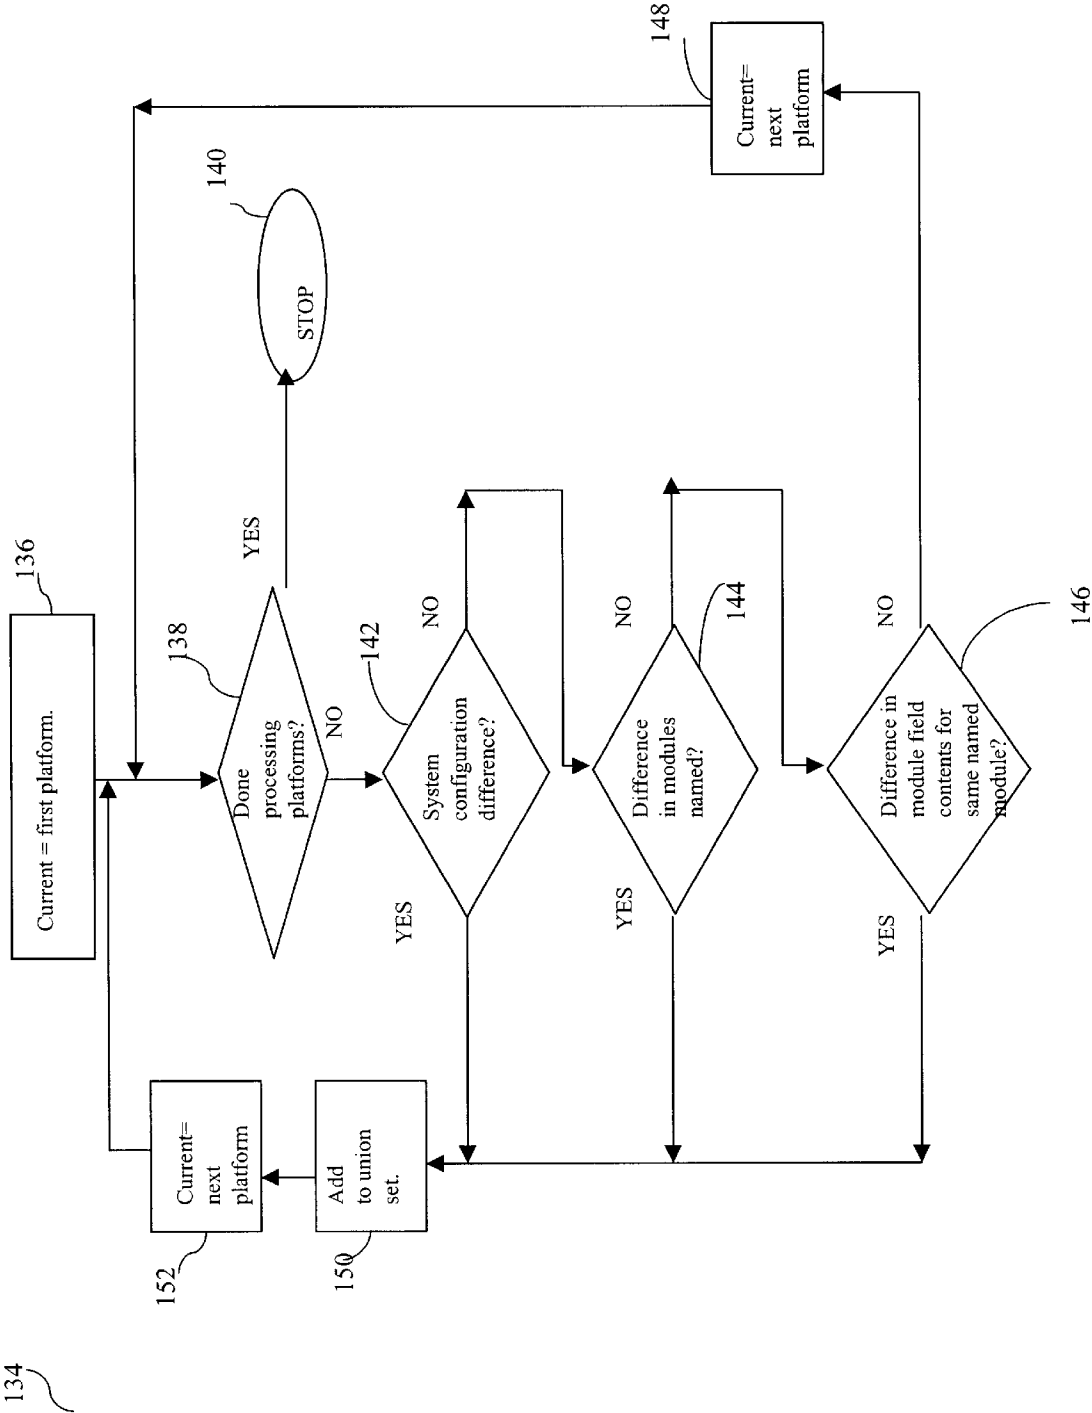 134
136
Current = first platform.
138
Done
processing
platforms?
YES
140
STOP
NO
142
System
configuration
difference?
NO
YES
144
Difference
in modules
named?
NO
YES
146
Difference in
module field
contents for
same named
module?
NO
YES
148
Current=
next
platform
150
Add
to union
set.
152
Current=
next
platform